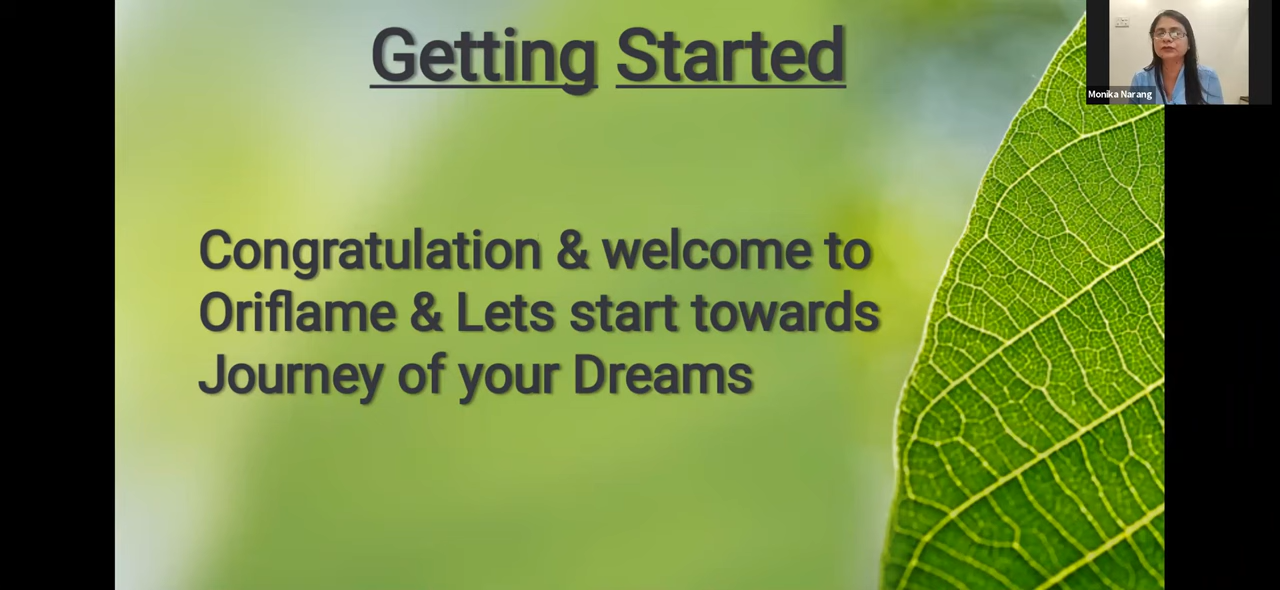 Getting Started
Monika Narang
Congratulation & welcome to
Oriflame & Lets start towards
Journey of your Dreams